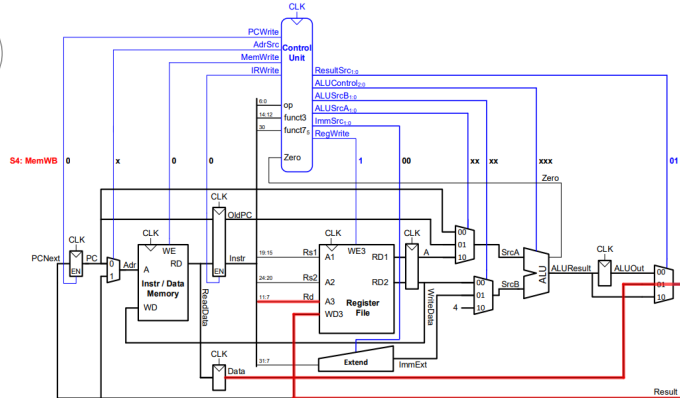 CLK
PCWrite
AdrSrc
MemWrite
IRWrite
Control
Unit
ResultSrc1:0
ALUControl2:0
ALUSrcB1:0
ALUSrcA1:0
ImmSrc1:0
RegWrite
6:0 op
14:12 funct3
30 funct75
Zero
S4: MemWB 0 x 0 0 1 00 xx xx xxx 01
Zero
CLK
OldPC
CLK CLK CLK CLK CLK
PCNext PC EN
0 1 Adr
A WE RD
Instr / Data
Memory
WD
EN
Instr
ReadData
19:15 Rs1 A1 WE3 RD1
24:20 Rs2 A2 RD2
11:7 Rd A3
WD3
Register
File
A
WriteData
00 01 10 SrcA
00 01 10 SrcB
4
ALU
ALUResult ALUOut
00 01 10
CLK
Data
31:7 Extend ImmExt
Result